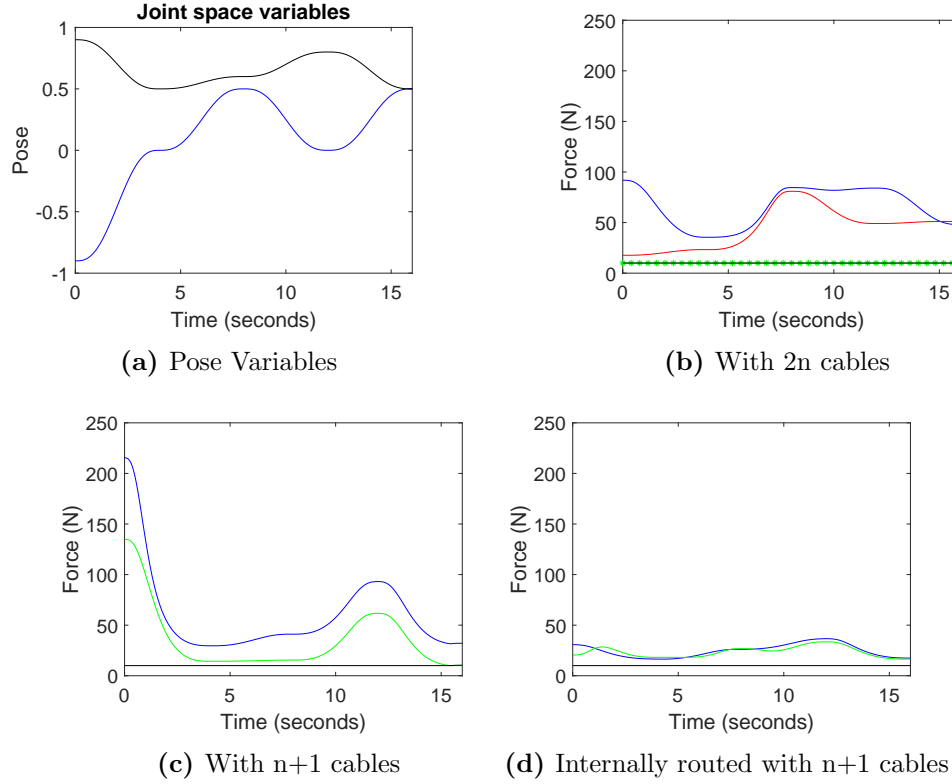 Joint space variables
1
0.5
0
-0.5
-1
Pose
0 5 10 15
Time (seconds)
(a) Pose Variables
250
200
150
100
50
0
Force (N)
0 5 10 15
Time (seconds)
(b) With 2n cables
250
200
150
100
50
0
Force (N)
0 5 10 15
Time (seconds)
(c) With n+1 cables
250
200
150
100
50
0
Force (N)
0 5 10 15
Time (seconds)
(d) Internally routed with n+1 cables